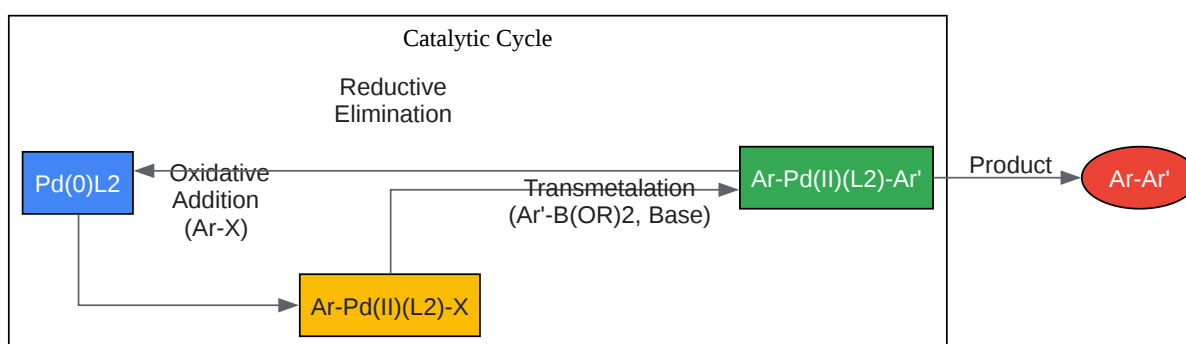 Catalytic Cycle
Reductive
Elimination
Pd(0)L2
Oxidative
Addition
(Ar-X)
Transmetalation
(Ar'-B(OR)2, Base)
Ar-Pd(II)(L2)-Ar'
Product
Ar-Ar'
Ar-Pd(II)(L2)-X